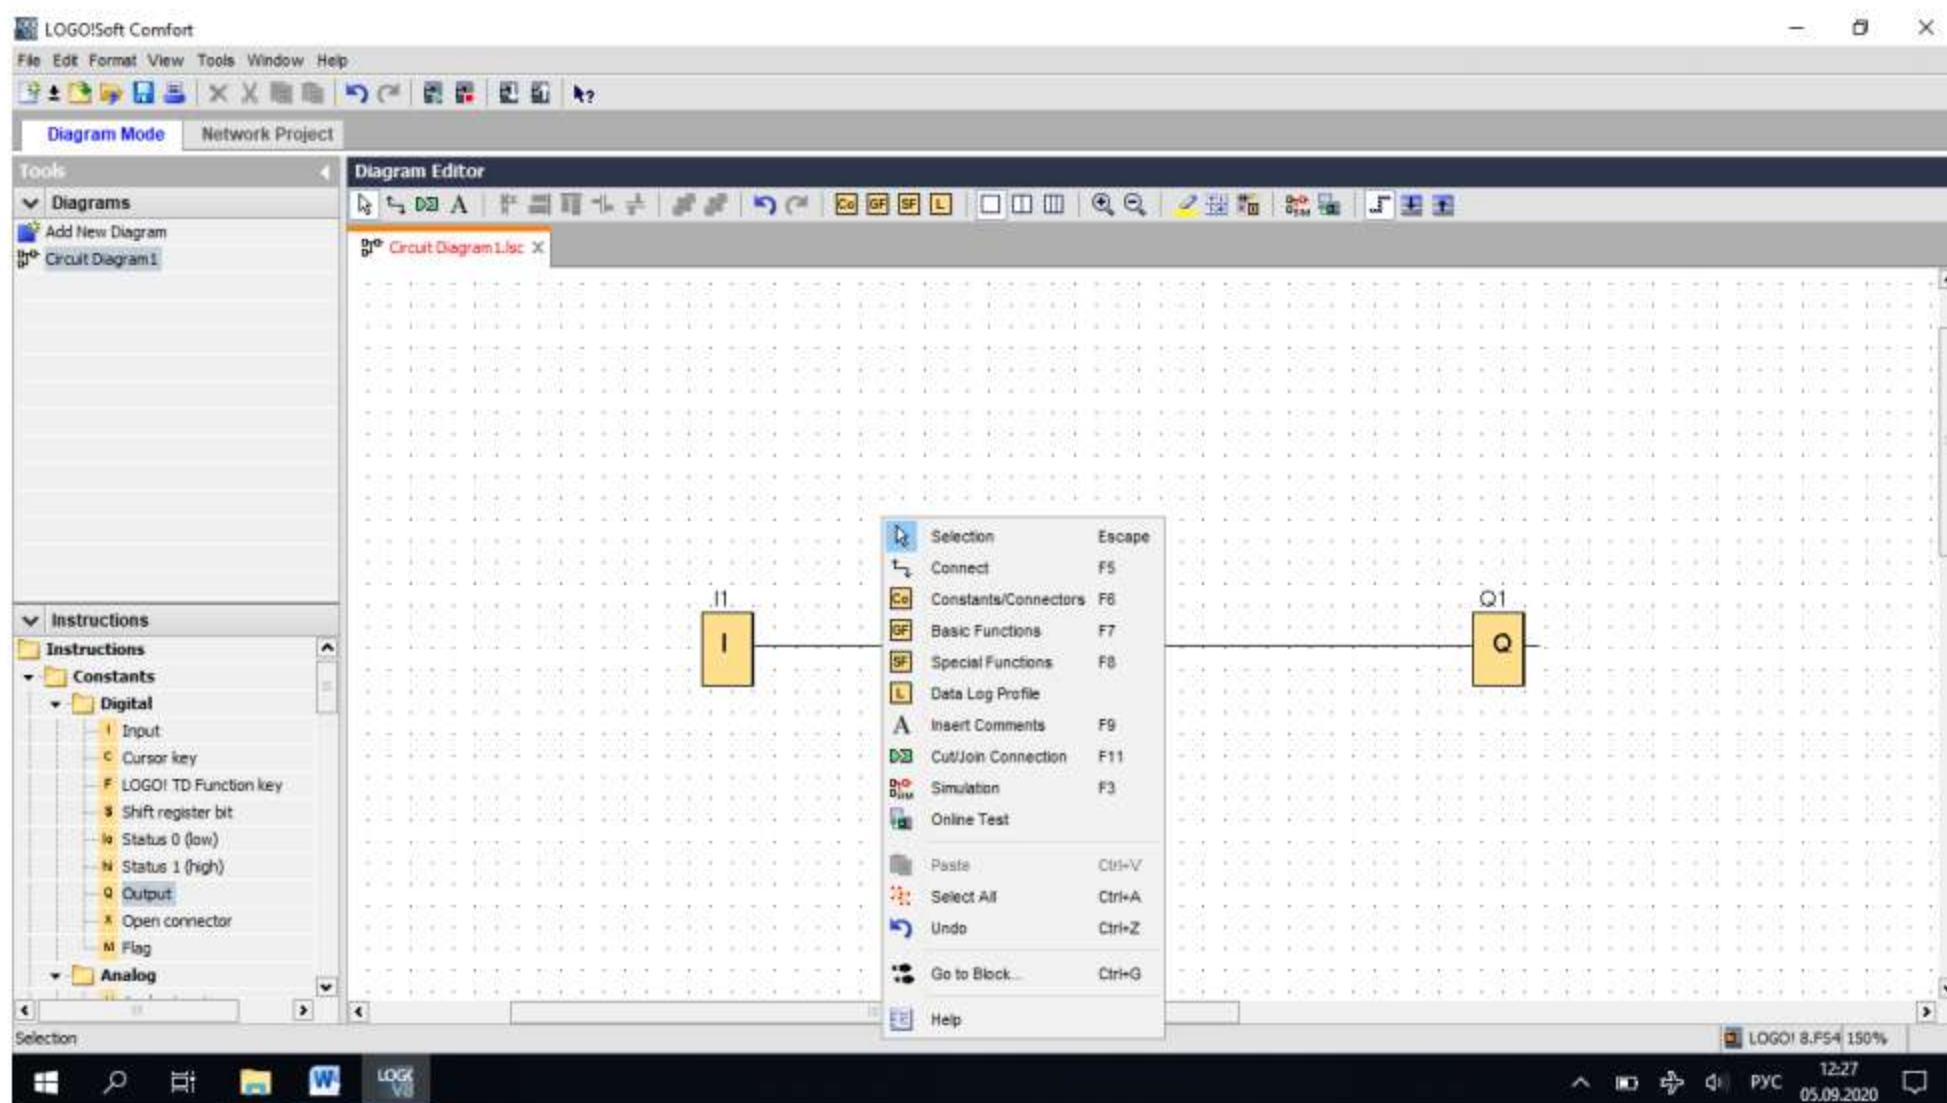 LOGO!Soft Comfort
File Edit Format View Tools Window Help
Diagram Mode Network Project
Tools
Diagram Editor
Diagrams
Add New Diagram
Circuit Diagram1
Circuit Diagram1.lsc
Selection Escape
Connect F5
I1
Constants/Connectors F6
Q1
Instructions
Basic Functions F7
I
Q
Instructions
Special Functions F8
Constants
Data Log Profile
Digital
Insert Comments F9
Input
Cursor key
Cut/Join Connection F11
LOGO! TD Function key
Simulation F3
Shift register bit
Online Test
Status 0 (low)
Status 1 (high)
Paste Ctrl+V
Output
Select All Ctrl+A
Open connector
Undo Ctrl+Z
Flag
Analog
Go to Block... Ctrl+G
Help
Selection
LOGO! 8.FS4 150%
РУС
12:27
05.09.2020